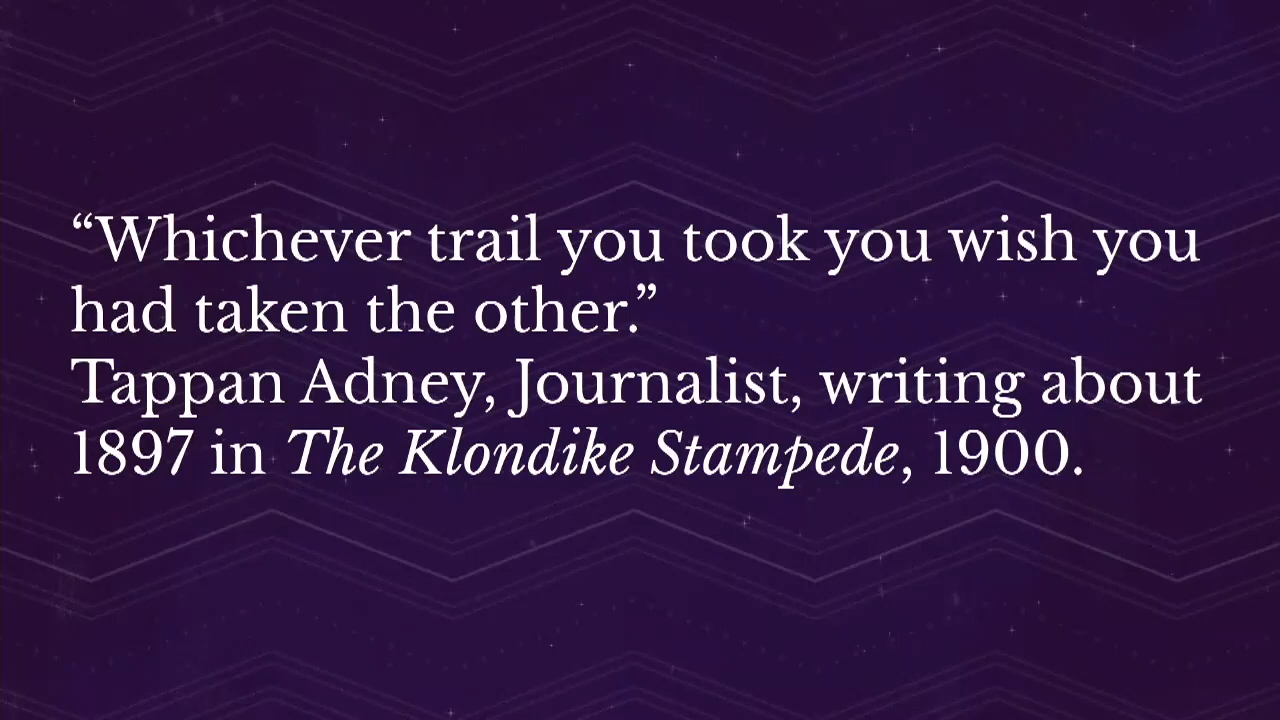 “Whichever trail you took you wish you
had taken the other.”
Tappan Adney, Journalist, writing about
1897 in The Klondike Stampede, 1900.